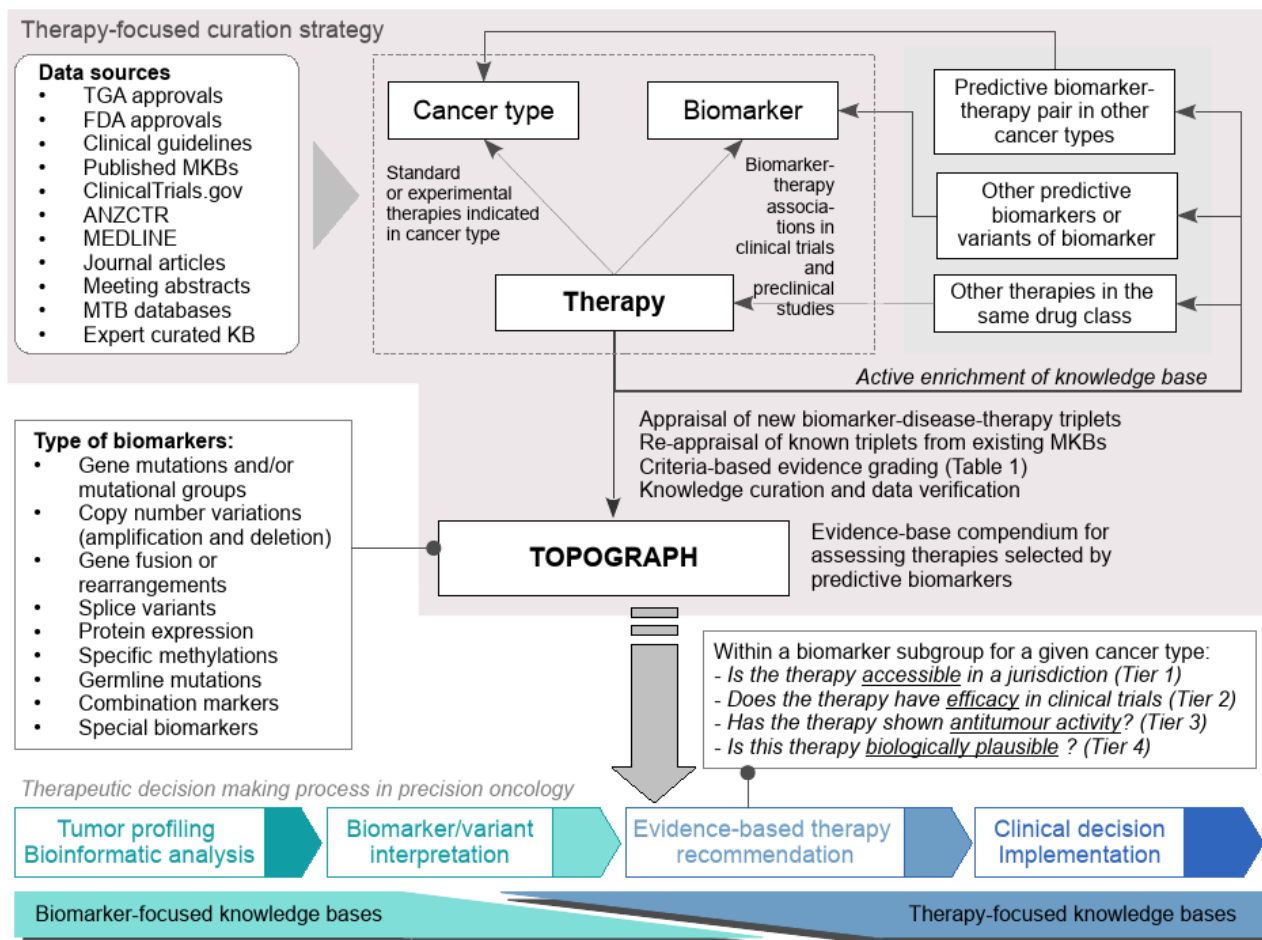 Therapy-focused curation strategy
Data sources
• TGA approvals
• FDA approvals
• Clinical guidelines
• Published MKBs
• ClinicalTrials.gov
• ANZCTR
• MEDLINE
• Journal articles
• Meeting abstracts
• MTB databases
• Expert curated KB
Cancer type
Biomarker
Standard
or experimental
therapies indicated
in cancer type
Biomarker-
therapy
associa-
tions in
clinical trials
and
preclinical
studies
Therapy
Predictive biomarker-
therapy pair in other
cancer types
Other predictive
biomarkers or
variants of biomarker
Other therapies in the
same drug class
Active enrichment of knowledge base
Appraisal of new biomarker-disease-therapy triplets
Re-appraisal of known triplets from existing MKBs
Criteria-based evidence grading (Table 1)
Knowledge curation and data verification
Type of biomarkers:
• Gene mutations and/or
mutational groups
• Copy number variations
(amplification and deletion)
• Gene fusion or
rearrangements
• Splice variants
• Protein expression
• Specific methylations
• Germline mutations
• Combination markers
• Special biomarkers
TOPOGRAPH
Evidence-base compendium for
assessing therapies selected by
predictive biomarkers
Within a biomarker subgroup for a given cancer type:
- Is the therapy accessible in a jurisdiction (Tier 1)
- Does the therapy have efficacy in clinical trials (Tier 2)
- Has the therapy shown antitumour activity? (Tier 3)
- Is this therapy biologically plausible ? (Tier 4)
Therapeutic decision making process in precision oncology
Tumor profiling
Bioinformatic analysis
Biomarker/variant
interpretation
Evidence-based therapy
recommendation
Clinical decision
Implementation
Biomarker-focused knowledge bases
Therapy-focused knowledge bases